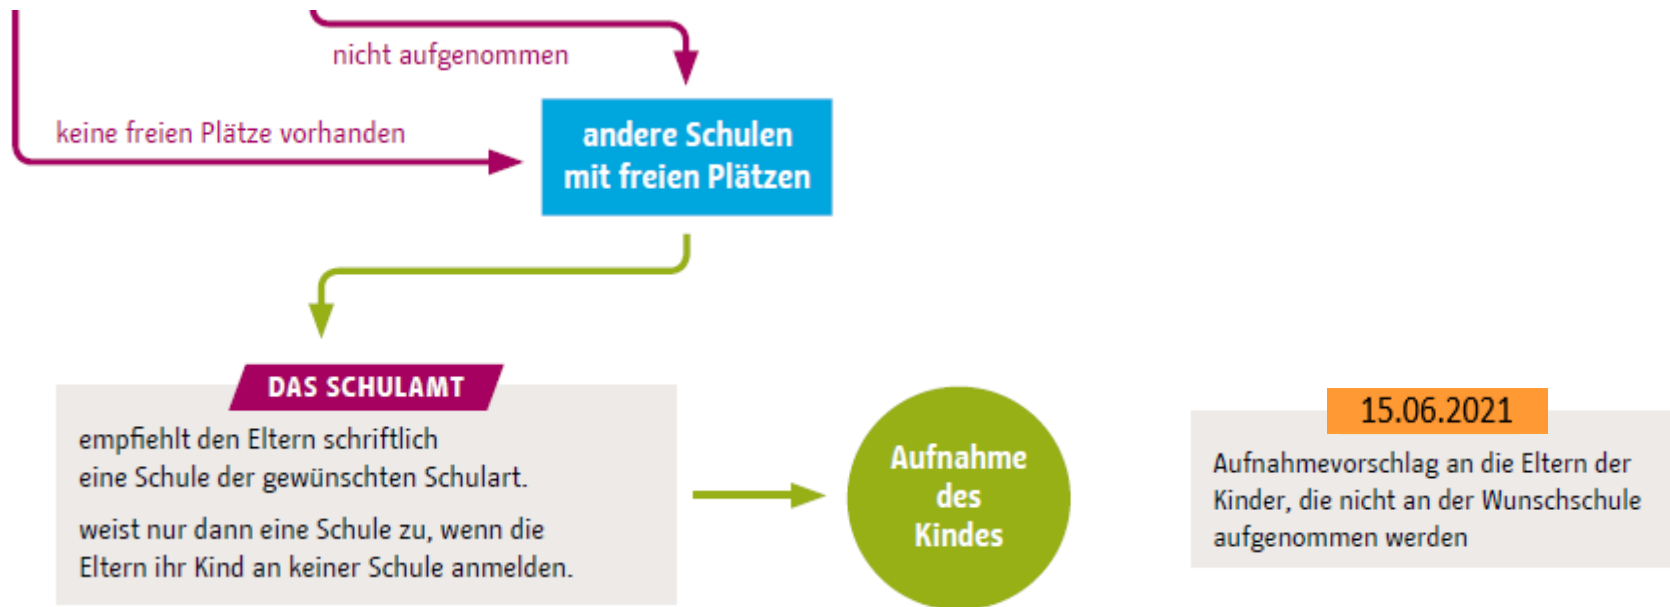 nicht aufgenommen
keine freien Plätze vorhanden
andere Schulen
mit freien Plätzen
DAS SCHULAMT
empfiehlt den Eltern schriftlich
eine Schule der gewünschten Schulart.
weist nur dann eine Schule zu, wenn die
Eltern ihr Kind an keiner Schule anmelden.
Aufnahme
des
Kindes
15.06.2021
Aufnahmevorschlag an die Eltern der
Kinder, die nicht an der Wunschschule
aufgenommen werden